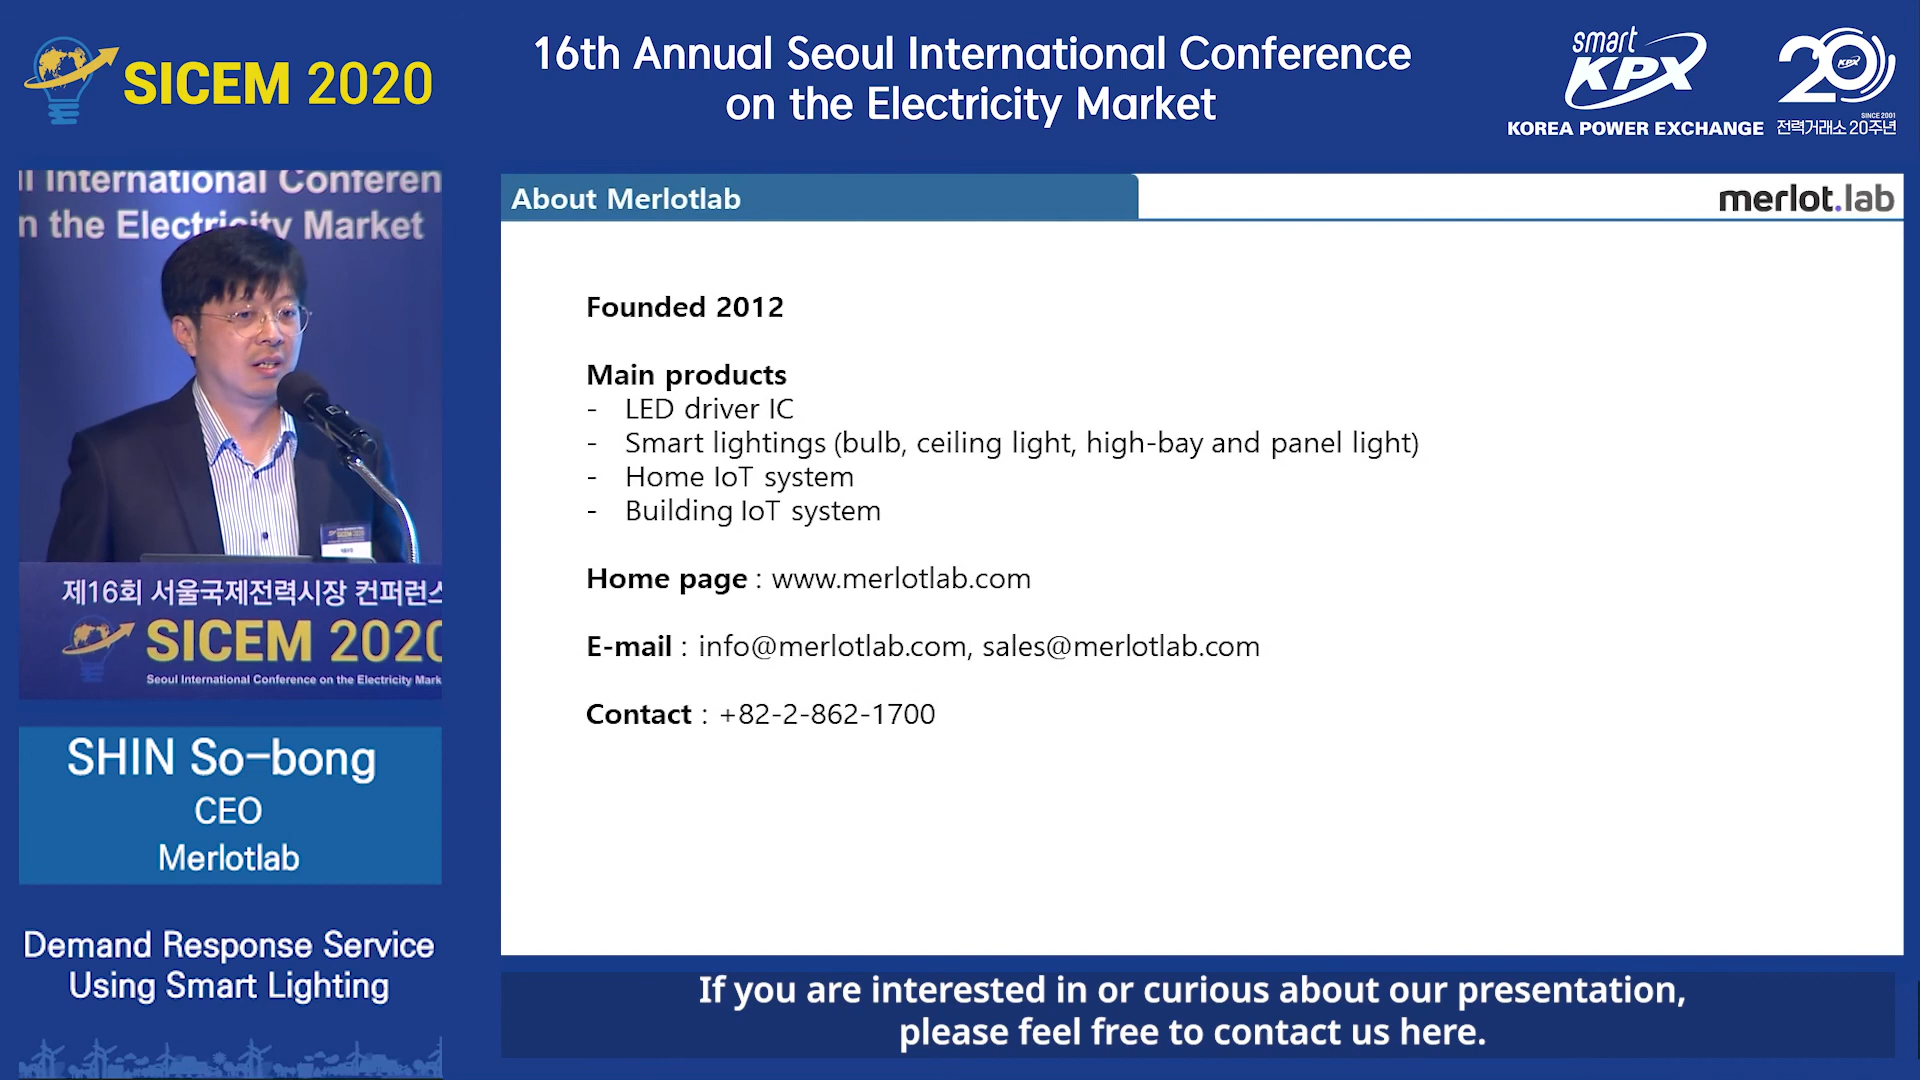 SICEM 2020
16th Annual Seoul International Conference
on the Electricity Market
smart
KPX
KOREA POWER EXCHANGE
20
KPX
SINCE 2001
전력거래소 20주년
l International Conferen
n the Electricity Market
제16회 서울국제전력시장 컨퍼런스
SICEM 2020
Seoul International Conference on the Electricity Mark
SICEM 2020
SHIN So-bong
CEO
Merlotlab
Demand Response Service
Using Smart Lighting
About Merlotlab
merlot.lab
Founded 2012
Main products
- LED driver IC
- Smart lightings (bulb, ceiling light, high-bay and panel light)
- Home IoT system
- Building IoT system
Home page : www.merlotlab.com
E-mail : info@merlotlab.com, sales@merlotlab.com
Contact : +82-2-862-1700
If you are interested in or curious about our presentation,
please feel free to contact us here.